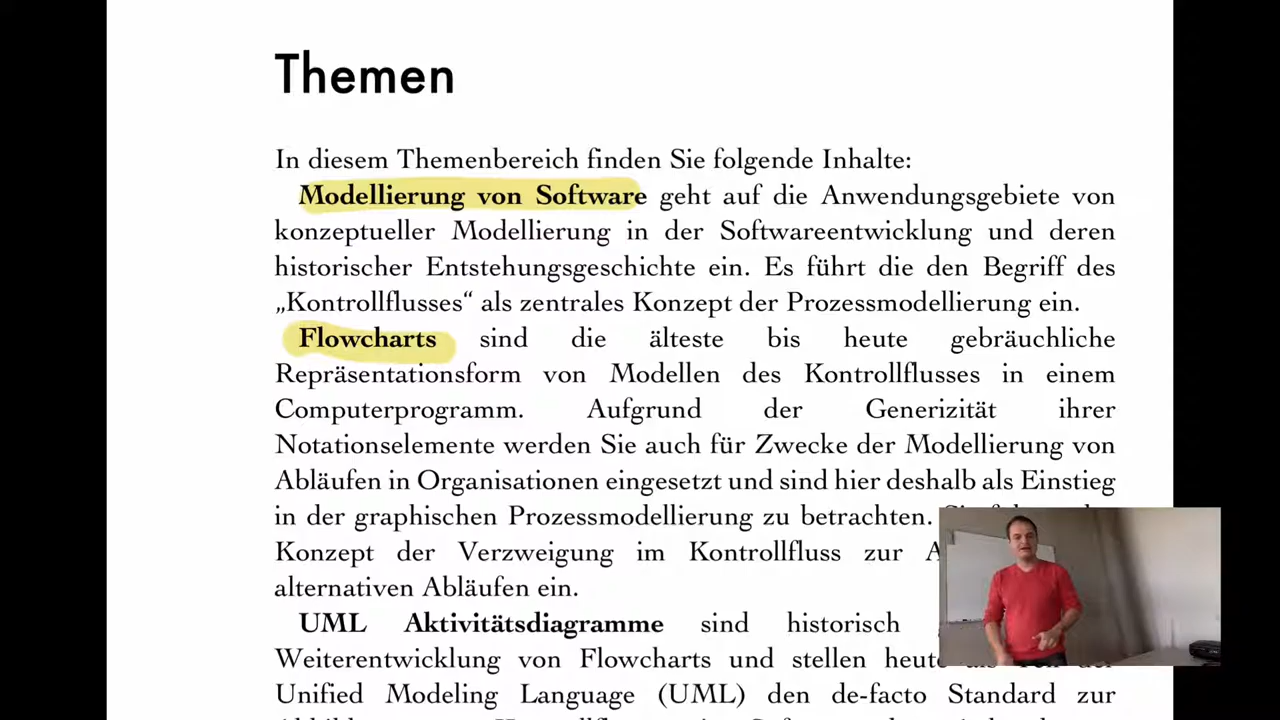 Themen
In diesem Themenbereich finden Sie folgende Inhalte:
Modellierung von Software geht auf die Anwendungsgebiete von
konzeptueller Modellierung in der Softwareentwicklung und deren
historischer Entstehungsgeschichte ein. Es führt die den Begriff des
„Kontrollflusses“ als zentrales Konzept der Prozessmodellierung ein.
Flowcharts sind die älteste bis heute gebräuchliche
Repräsentationsform von Modellen des Kontrollflusses in einem
Computerprogramm. Aufgrund der Generizität ihrer
Notationselemente werden Sie auch für Zwecke der Modellierung von
Abläufen in Organisationen eingesetzt und sind hier deshalb als Einstieg
in der graphischen Prozessmodellierung zu betrachten.
Konzept der Verzweigung im Kontrollfluss zur
alternativen Abläufen ein.
UML Aktivitätsdiagramme sind historisch
Weiterentwicklung von Flowcharts und stellen heute
Unified Modeling Language (UML) den de-facto Standard zur